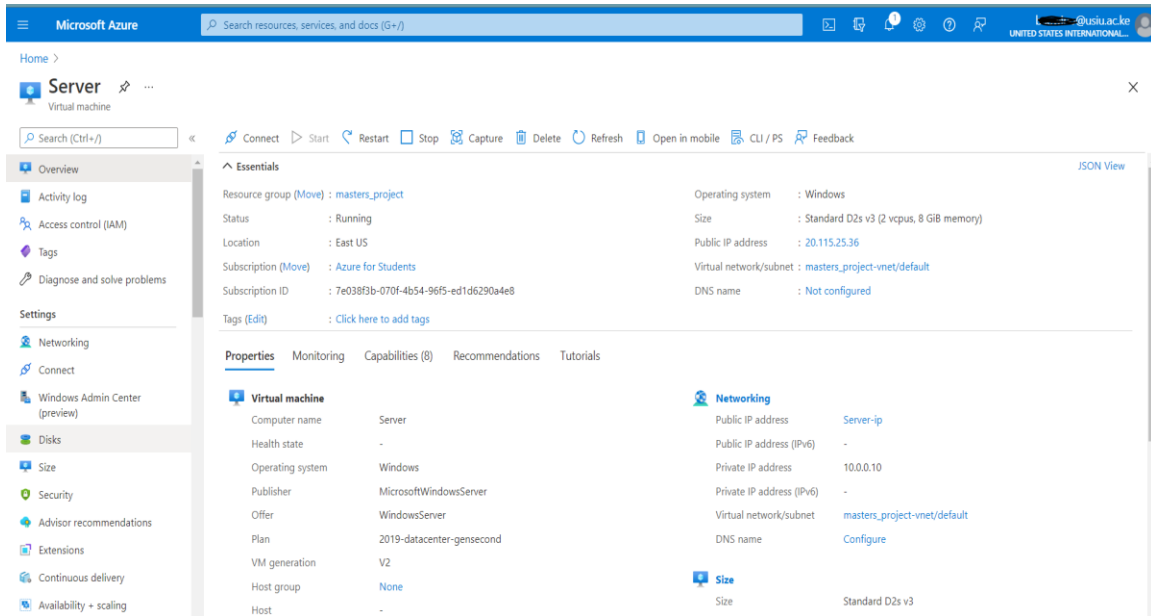 Microsoft Azure
Search resources, services, and docs (G+/)
1
@usiu.ac.ke
UNITED STATES INTERNATIONAL...
Home >
Server
...
Virtual machine
Search (Ctrl+/)
«
Overview
Activity log
Access control (IAM)
Tags
Diagnose and solve problems
Settings
Networking
Connect
Windows Admin Center
(preview)
Disks
Size
Security
Advisor recommendations
Extensions
Continuous delivery
Availability + scaling
Connect Start Restart Stop Capture Delete Refresh Open in mobile CLI / PS Feedback
Essentials
JSON View
Resource group (Move) : masters_project
Status : Running
Location : East US
Subscription (Move) : Azure for Students
Subscription ID : 7e038f3b-070f-4b54-96f5-ed1d6290a4e8
Tags (Edit) : Click here to add tags
Operating system : Windows
Size : Standard D2s v3 (2 vcpus, 8 GiB memory)
Public IP address : 20.115.25.36
Virtual network/subnet : masters_project-vnet/default
DNS name : Not configured
Properties Monitoring Capabilities (8) Recommendations Tutorials
Virtual machine
Computer name Server
Health state -
Operating system Windows
Publisher MicrosoftWindowsServer
Offer WindowsServer
Plan 2019-datacenter-gensecond
VM generation V2
Host group None
Host -
Networking
Public IP address Server-ip
Public IP address (IPv6) -
Private IP address 10.0.0.10
Private IP address (IPv6) -
Virtual network/subnet masters_project-vnet/default
DNS name Configure
Size
Size Standard D2s v3